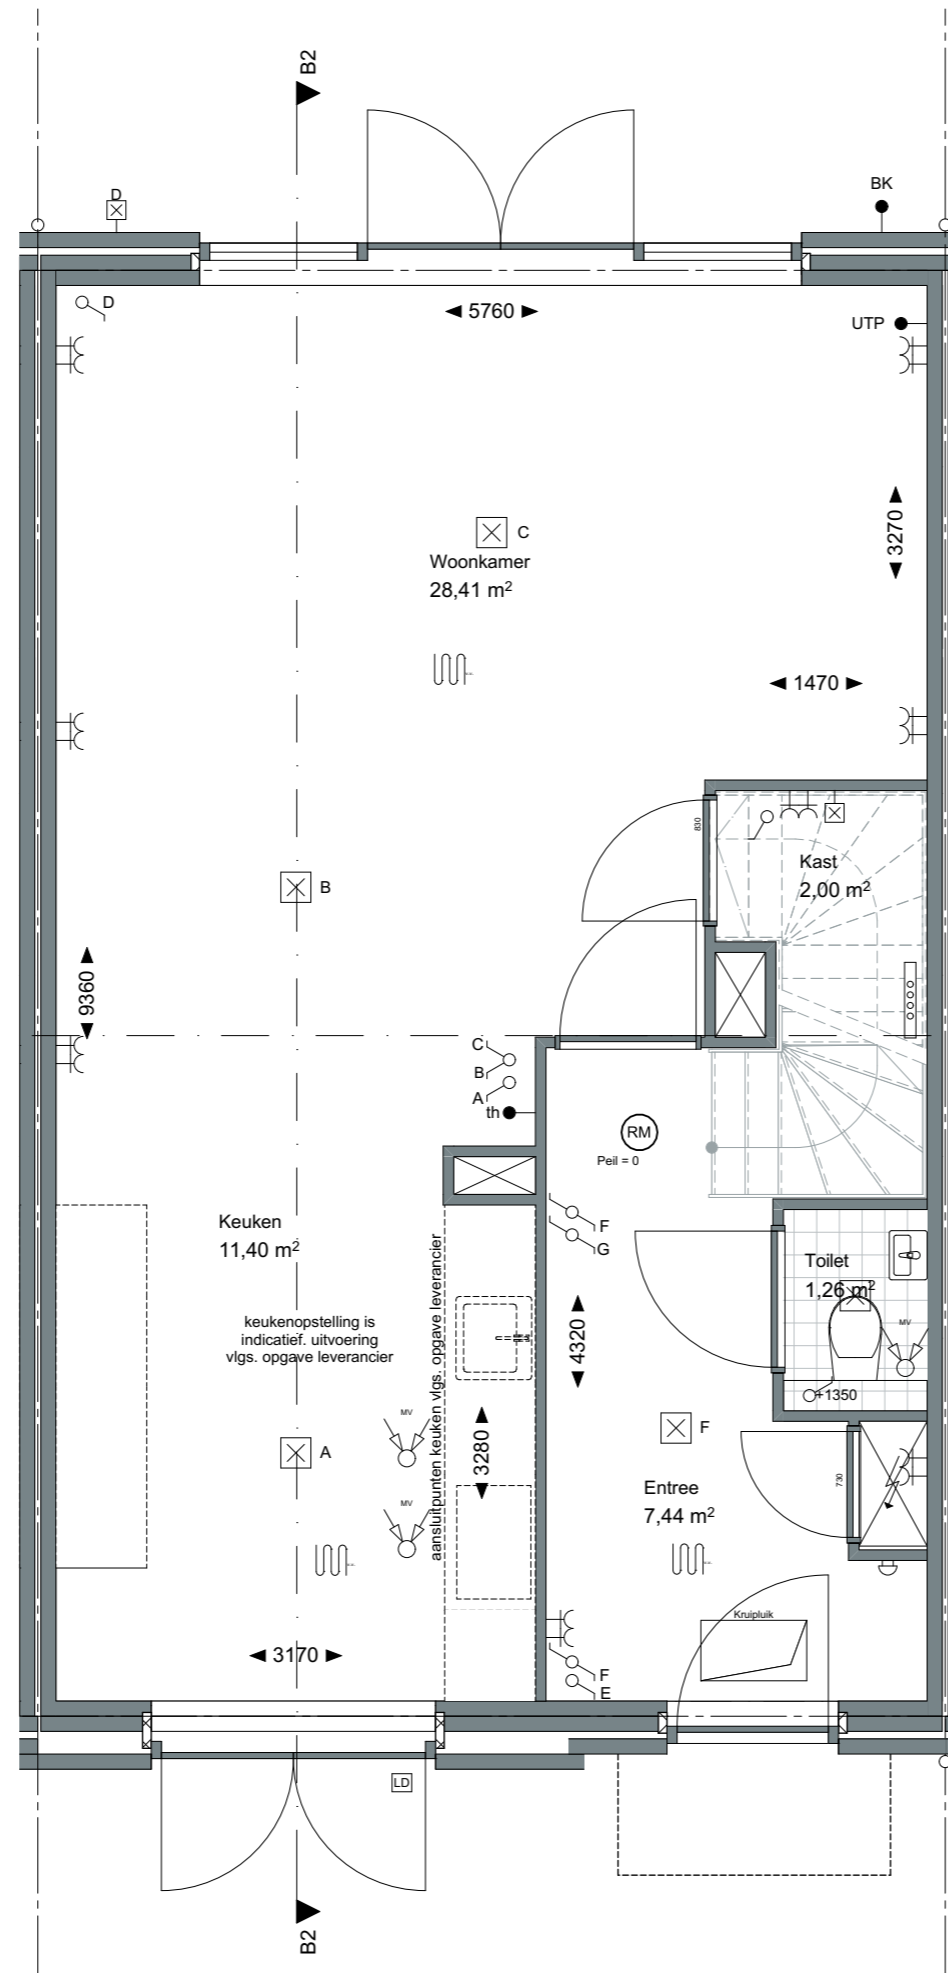 B2
D
BK
D
5760
UTP
C
Woonkamer
28,41 m²
3270
1470
830
Kast
2,00 m²
B
9360
C
B
A
th
RM
Peil = 0
F
G
Keuken
11,40 m²
keukenopstelling is
indicatief. uitvoering
vlgs. opgave leverancier
aansluitpunten keuken vlgs. opgave leverancier
Toilet
1,26 m²
MV
+1350
4320
3280
MV
A
F
MV
730
Entree
7,44 m²
Kruipluik
3170
F
E
LD
B2